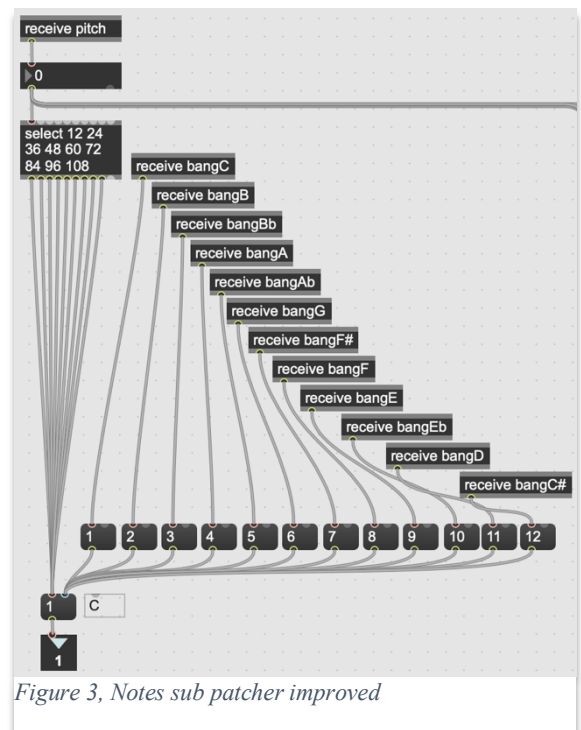 receive pitch
0
select 12 24
36 48 60 72
84 96 108
receive bangC
receive bangB
receive bangBb
receive bangA
receive bangAb
receive bangG
receive bangF#
receive bangF
receive bangE
receive bangEb
receive bangD
receive bangC#
1 2 3 4 5 6 7 8 9 10 11 12
1 C
1
Figure 3, Notes sub patcher improved